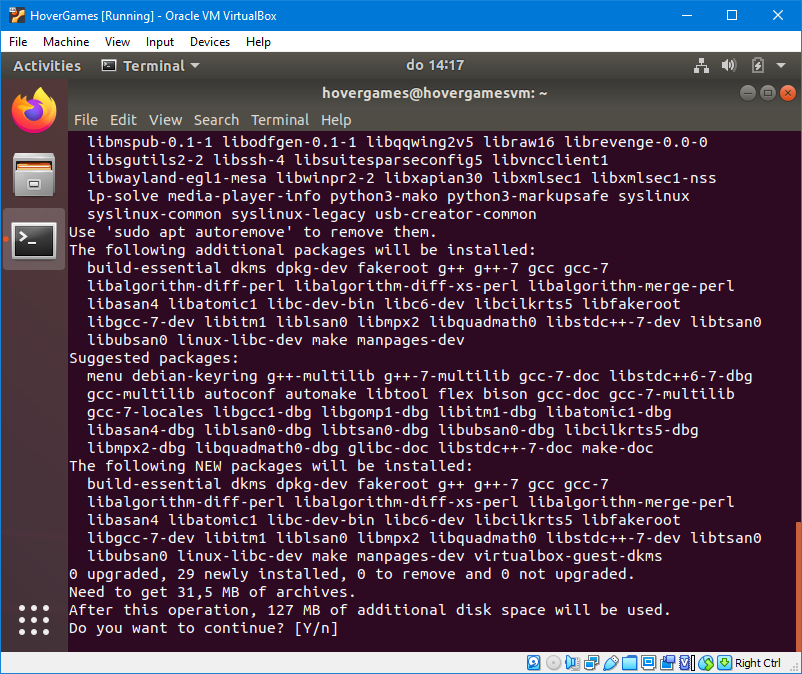 HoverGames [Running] - Oracle VM VirtualBox
File Machine View Input Devices Help
Activities Terminal do 14:17
hovergames@hovergamesvm: ~
File Edit View Search Terminal Help
libmspub-0.1-1 libodfgen-0.1-1 libqqwing2v5 libraw16 librevenge-0.0-0
libsgutils2-2 libssh-4 libsuitesparseconfig5 libvncclient1
libwayland-egl1-mesa libwinpr2-2 libxapian30 libxmlsec1 libxmlsec1-nss
lp-solve media-player-info python3-mako python3-markupsafe syslinux
syslinux-common syslinux-legacy usb-creator-common
Use 'sudo apt autoremove' to remove them.
The following additional packages will be installed:
build-essential dkms dpkg-dev fakeroot g++ g++-7 gcc gcc-7
libalgorithm-diff-perl libalgorithm-diff-xs-perl libalgorithm-merge-perl
libasan4 libatomic1 libc-dev-bin libc6-dev libcilkrts5 libfakeroot
libgcc-7-dev libitm1 liblsan0 libmpx2 libquadmath0 libstdc++-7-dev libtsan0
libubsan0 linux-libc-dev make manpages-dev
Suggested packages:
menu debian-keyring g++-multilib g++-7-multilib gcc-7-doc libstdc++6-7-dbg
gcc-multilib autoconf automake libtool flex bison gcc-doc gcc-7-multilib
gcc-7-locales libgcc1-dbg libgomp1-dbg libitm1-dbg libatomic1-dbg
libasan4-dbg liblsan0-dbg libtsan0-dbg libubsan0-dbg libcilkrts5-dbg
libmpx2-dbg libquadmath0-dbg glibc-doc libstdc++-7-doc make-doc
The following NEW packages will be installed:
build-essential dkms dpkg-dev fakeroot g++ g++-7 gcc gcc-7
libalgorithm-diff-perl libalgorithm-diff-xs-perl libalgorithm-merge-perl
libasan4 libatomic1 libc-dev-bin libc6-dev libcilkrts5 libfakeroot
libgcc-7-dev libitm1 liblsan0 libmpx2 libquadmath0 libstdc++-7-dev libtsan0
libubsan0 linux-libc-dev make manpages-dev virtualbox-guest-dkms
0 upgraded, 29 newly installed, 0 to remove and 0 not upgraded.
Need to get 31,5 MB of archives.
After this operation, 127 MB of additional disk space will be used.
Do you want to continue? [Y/n]
Right Ctrl